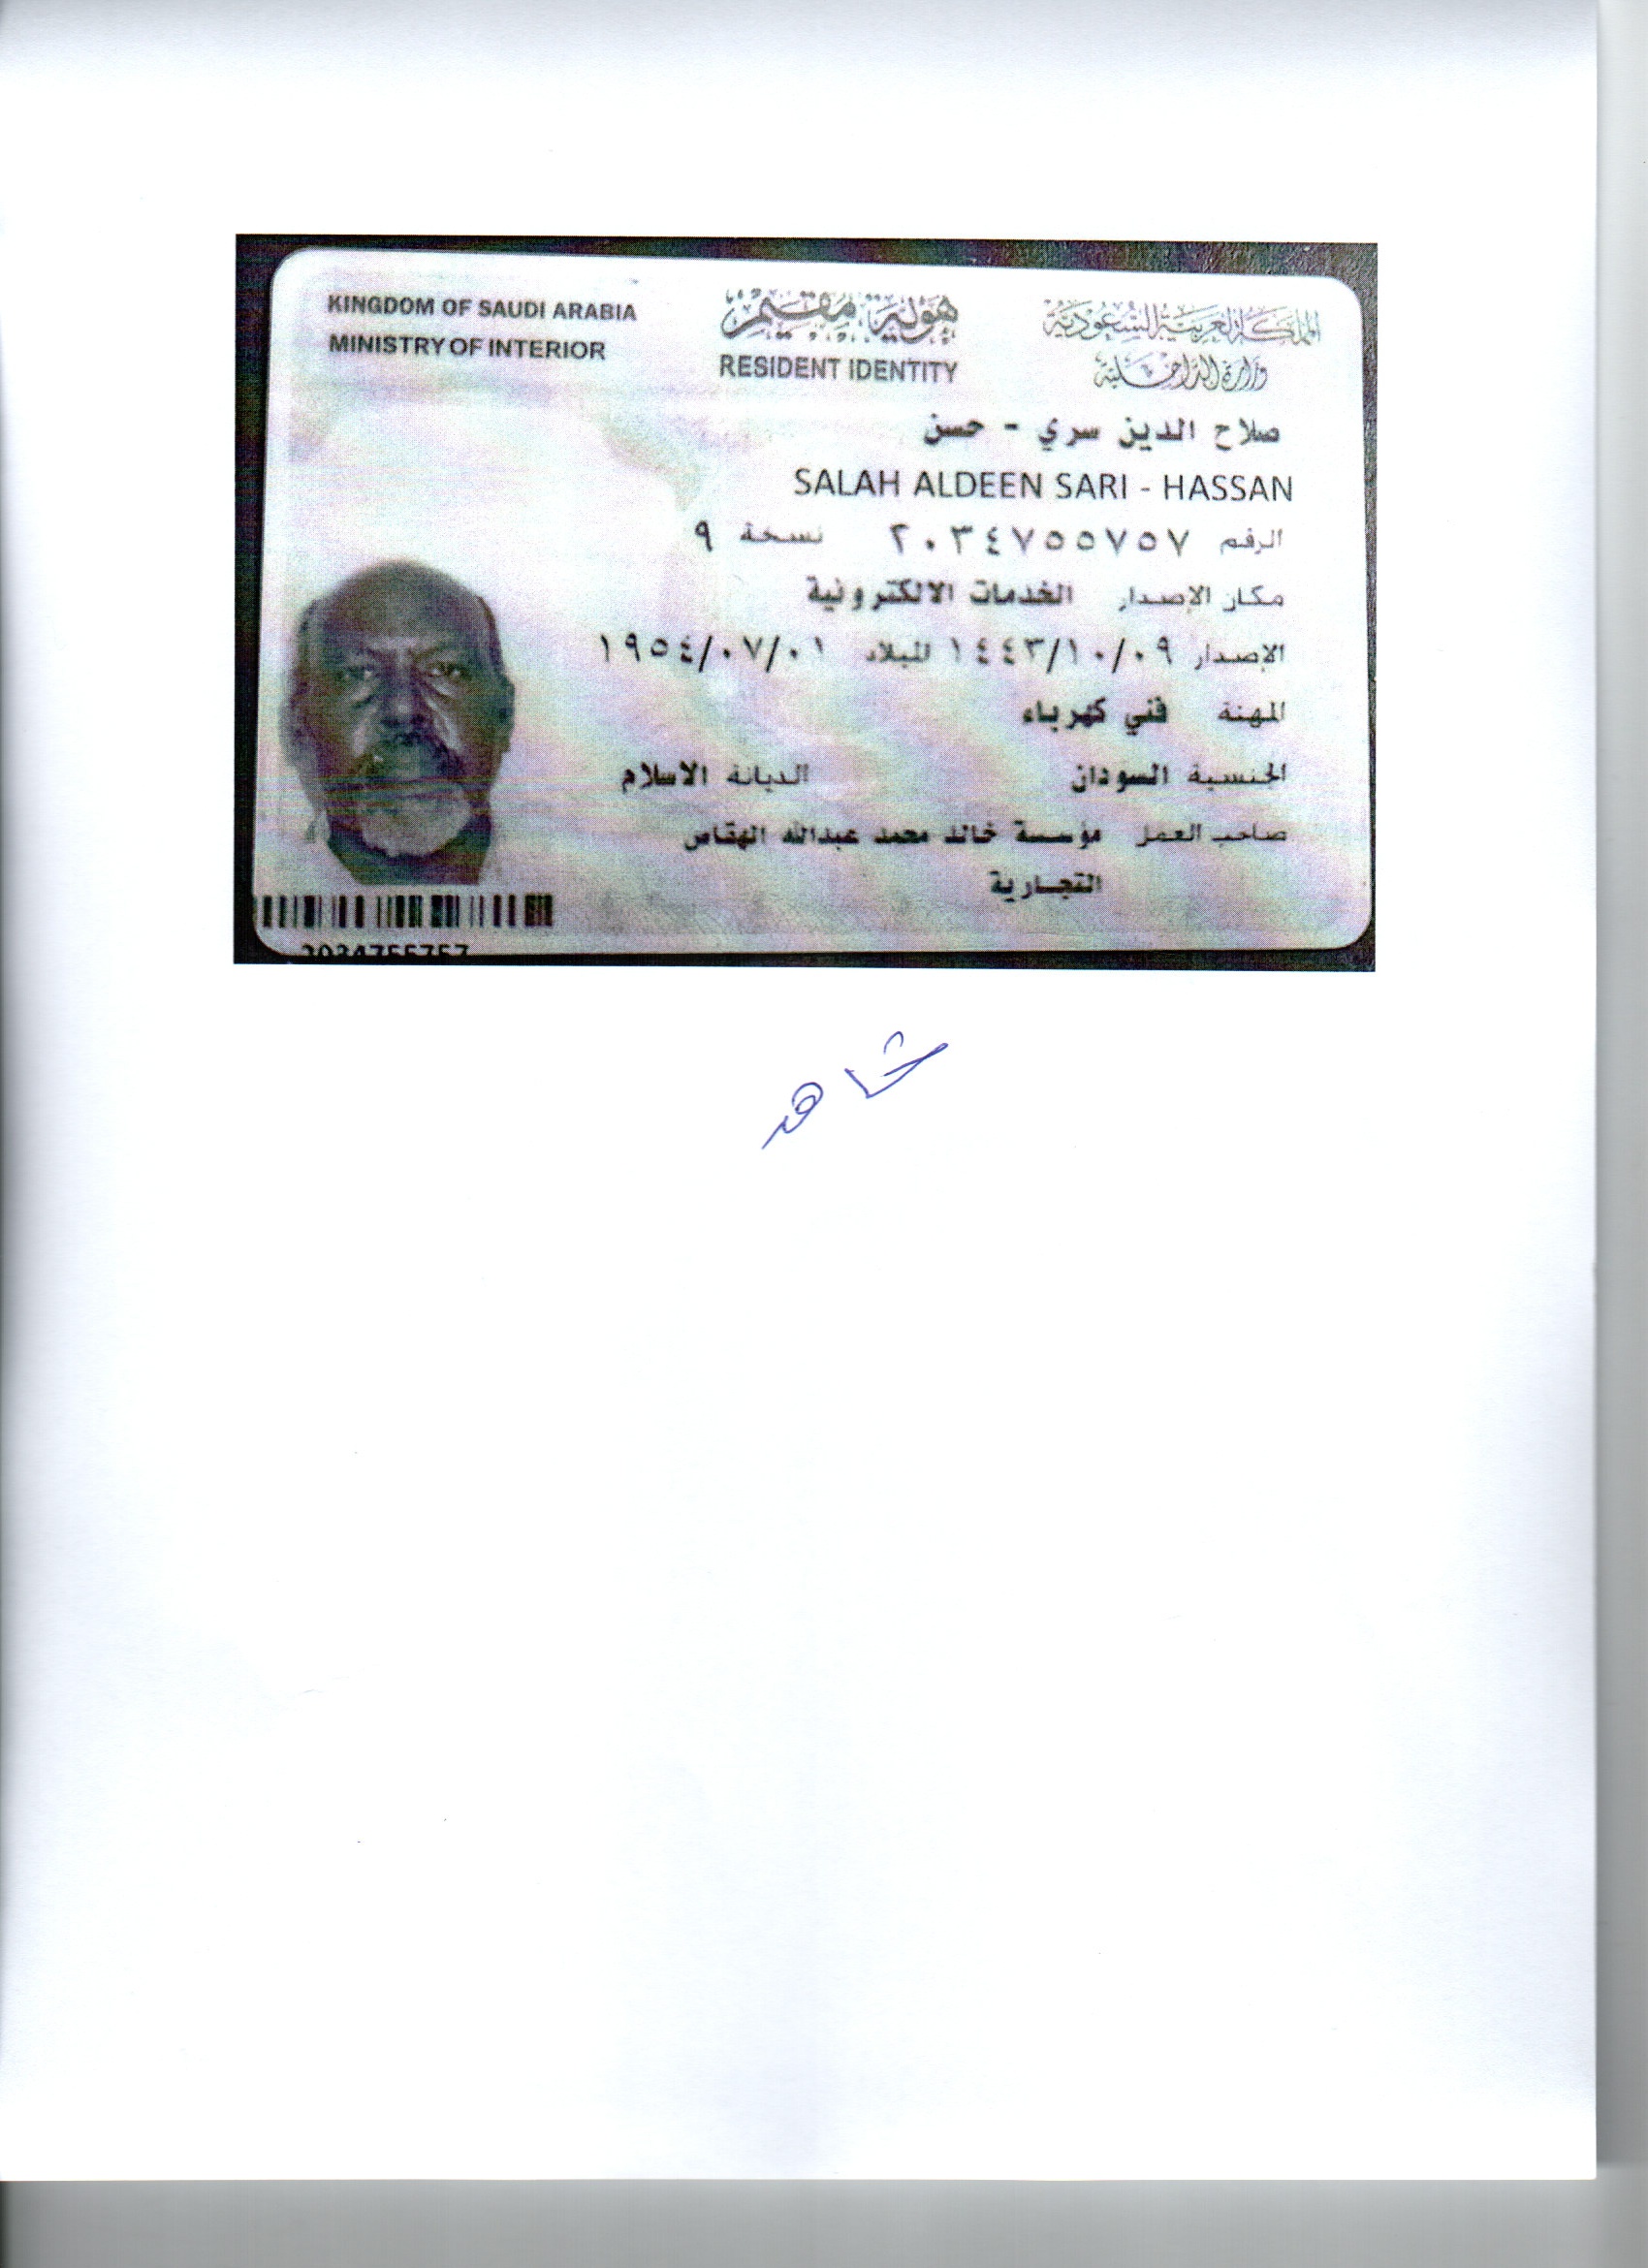 KINGDOM OF SAUDI ARABIA
MINISTRY OF INTERIOR
هوية مقيم
RESIDENT IDENTITY
المملكة العربية السعودية
وزارة الداخلية
صلاح الدين سري - حسن
SALAH ALDEEN SARI - HASSAN
الرقم ٢٠٣٤٧٥٥٧٥٧ نسخة ٩
مكان الإصدار الخدمات الالكترونية
الإصدار ١٤٤٣/١٠/٠٩ الميلاد ١٩٥٤/٠٧/٠١
المهنة فني كهرباء
الجنسية السودان الديانة الاسلام
صاحب العمل مؤسسة خالد محمد عبدالله الهقاص
التجارية
2034755757
شاهد